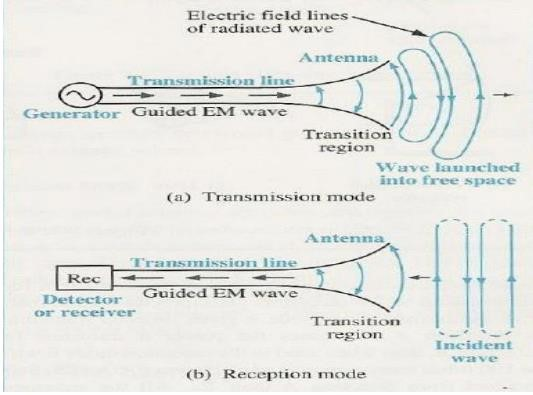 Electric field lines
of radiated wave
Antenna
Transmission line
Generator
Guided EM wave
Transition
region
Wave launched
into free space
(a) Transmission mode
Antenna
Transmission line
Rec
Guided EM wave
Detector
or receiver
Transition
region
Incident
wave
(b) Reception mode